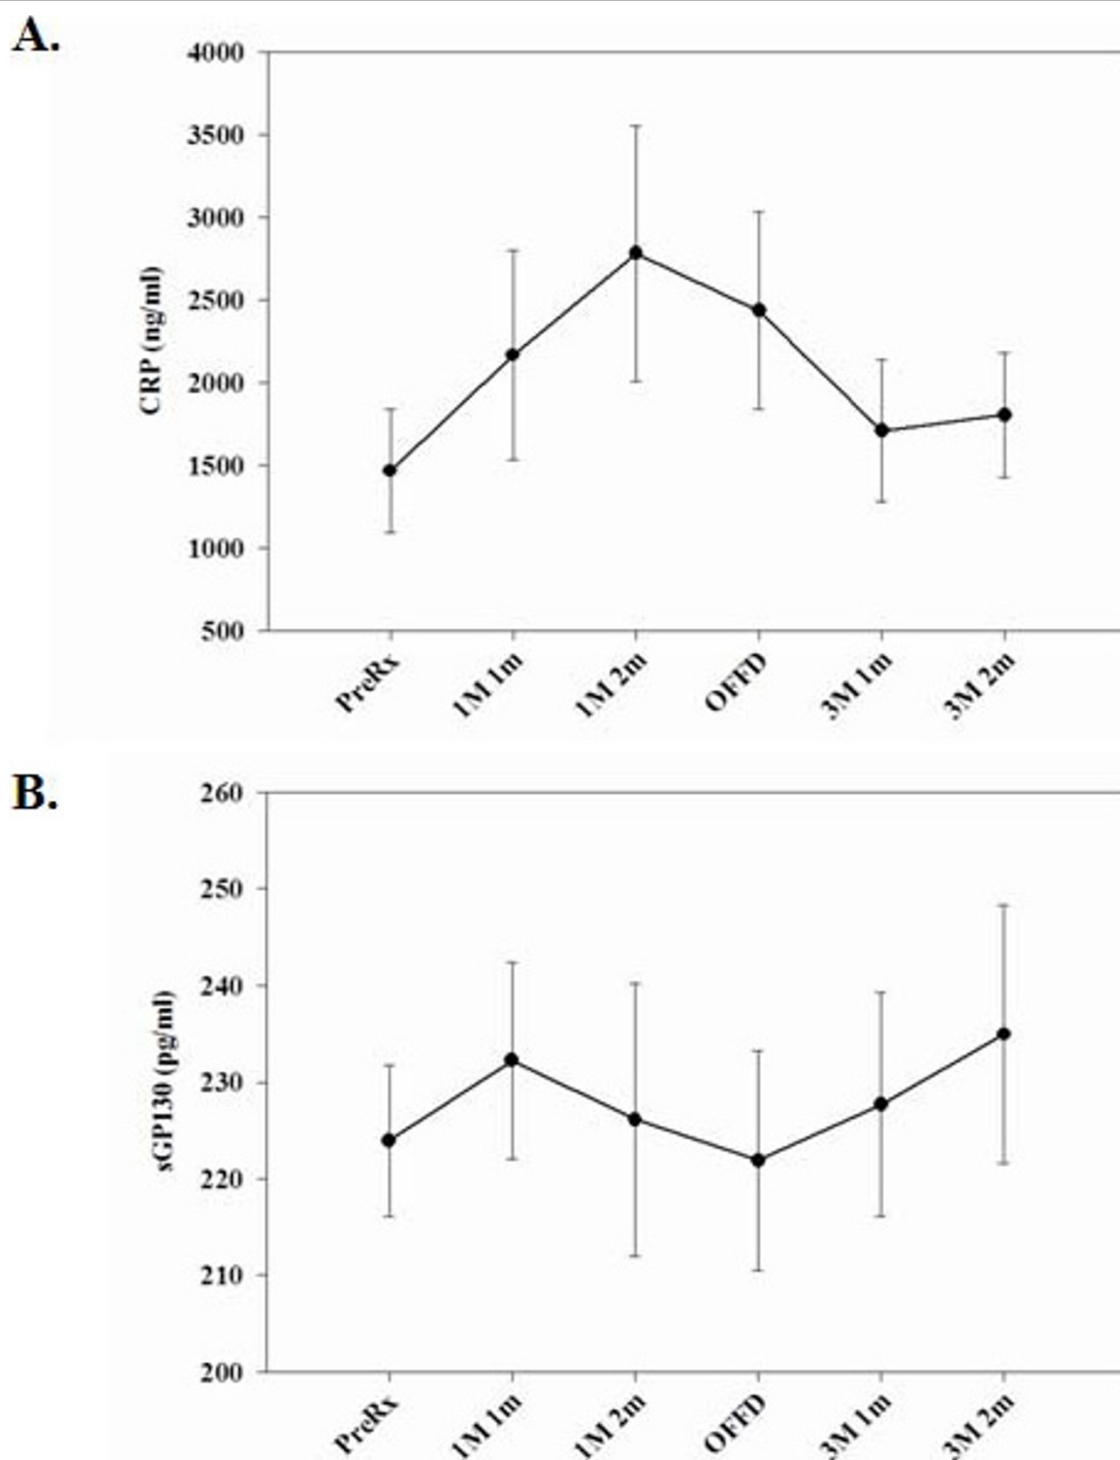 A.
4000
3500
3000
2500
2000
1500
1000
500
CRP (ng/ml)
PreRx
1M 1m
1M 2m
OFFD
3M 1m
3M 2m
B.
260
250
240
230
220
210
200
sGP130 (pg/ml)
PreRx
1M 1m
1M 2m
OFFD
3M 1m
3M 2m